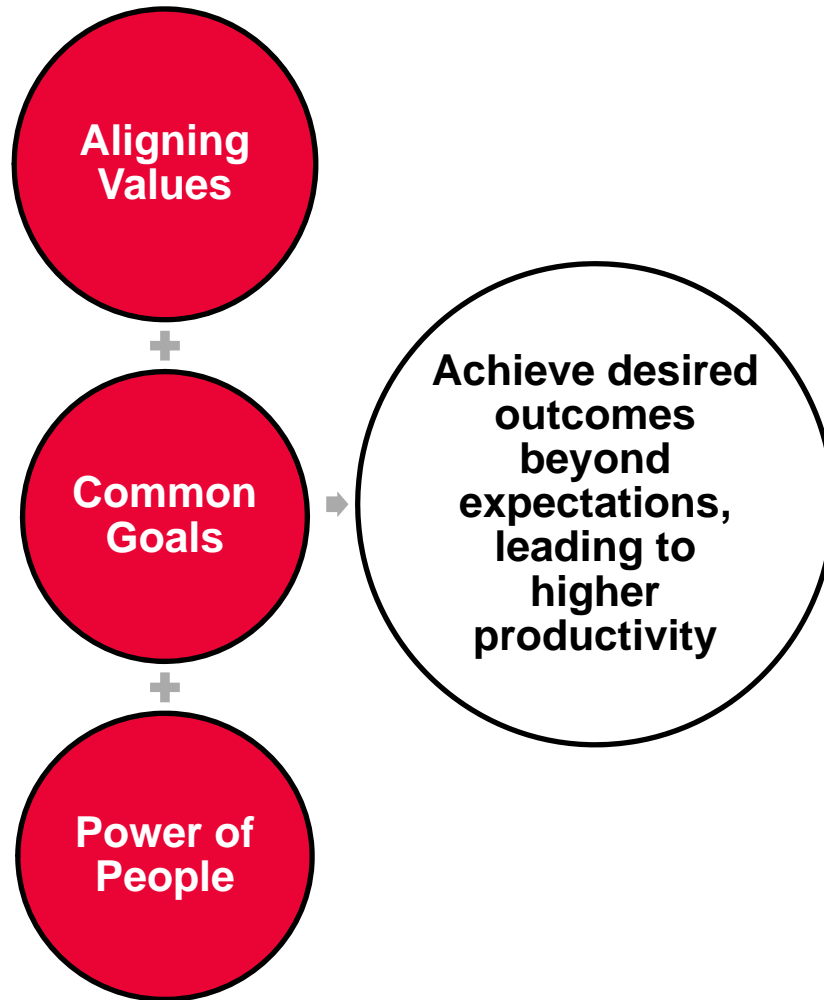 Aligning
Values
Common
Goals
Power of
People
Achieve desired
outcomes
beyond
expectations,
leading to
higher
productivity